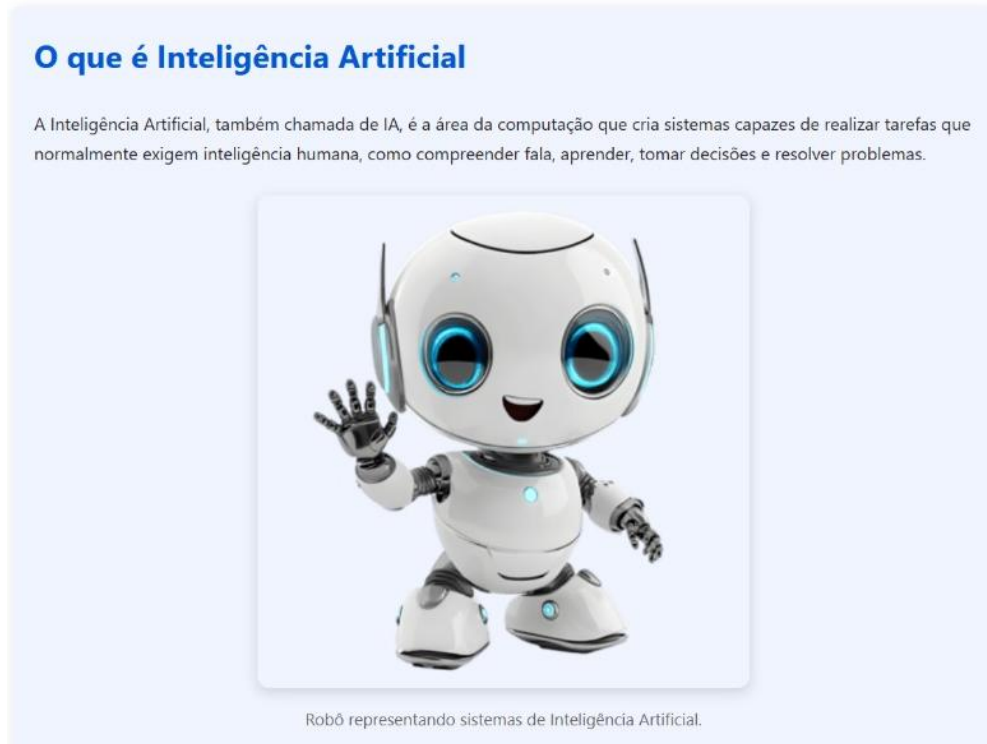 O que é Inteligência Artificial
A Inteligência Artificial, também chamada de IA, é a área da computação que cria sistemas capazes de realizar tarefas que
normalmente exigem inteligência humana, como compreender fala, aprender, tomar decisões e resolver problemas.
Robô representando sistemas de Inteligência Artificial.